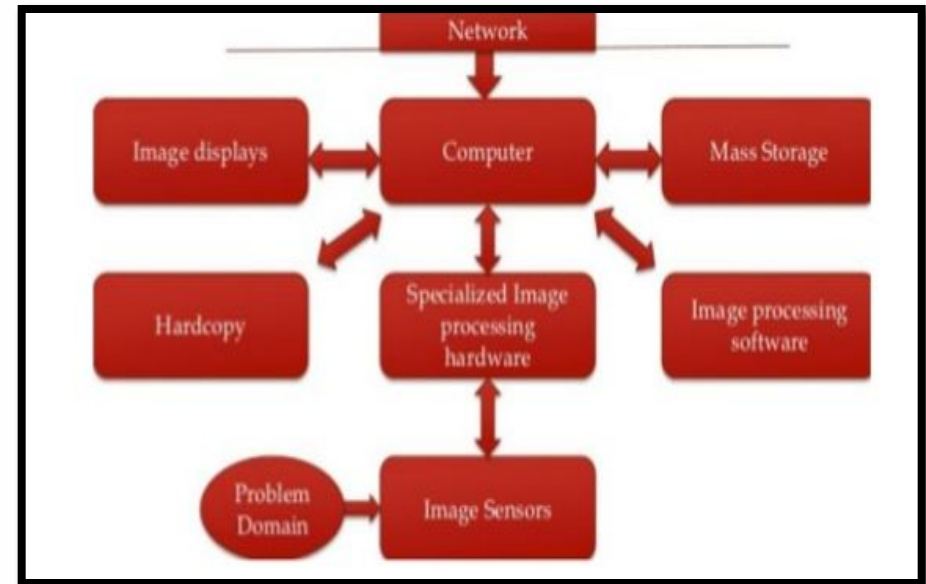 Network
Image displays
Computer
Mass Storage
Hardcopy
Specialized Image
processing
hardware
Image processing
software
Problem
Domain
Image Sensors